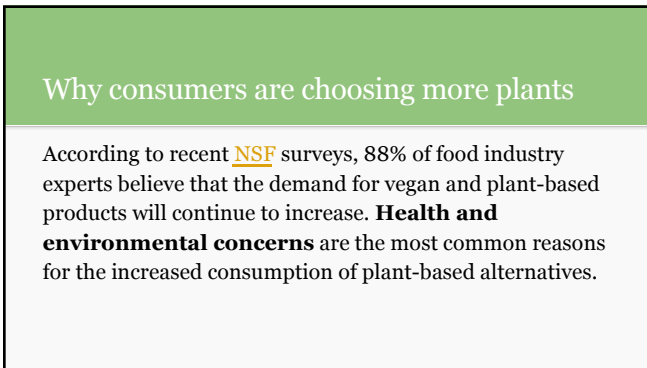 Why consumers are choosing more plants
According to recent NSF surveys, 88% of food industry
experts believe that the demand for vegan and plant-based
products will continue to increase. Health and
environmental concerns are the most common reasons
for the increased consumption of plant-based alternatives.